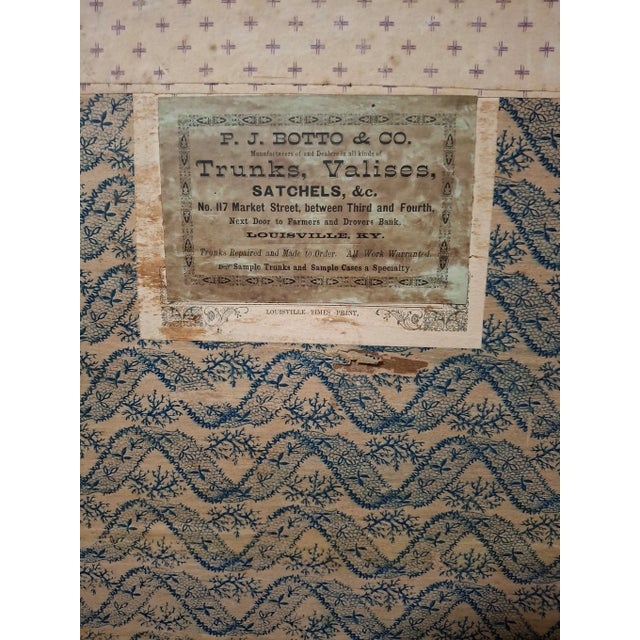 P. J. BOTTO & CO.
Manufacturers of and Dealers in all kinds of
Trunks, Valises,
SATCHELS, &c.
No. 117 Market Street, between Third and Fourth,
Next Door to Farmers and Drovers Bank,
LOUISVILLE, KY.
Trunks Repaired and Made to Order. All Work Warranted.
Sample Trunks and Sample Cases a Specialty.
LOUISVILLE TIMES PRINT.